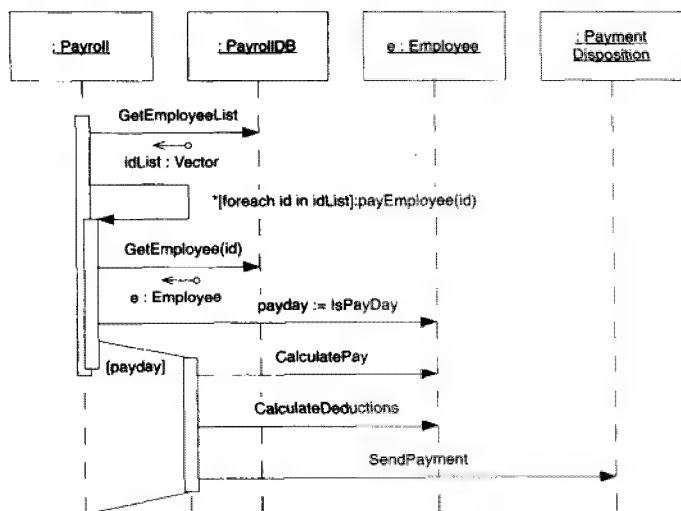 : Payroll
: PayrollDB
e : Employee
: Payment
Disposition
GetEmployeeList
idList : Vector
*[foreach id in idList]:payEmployee(id)
GetEmployee(id)
e : Employee
payday := IsPayDay
[payday]
CalculatePay
CalculateDeductions
SendPayment